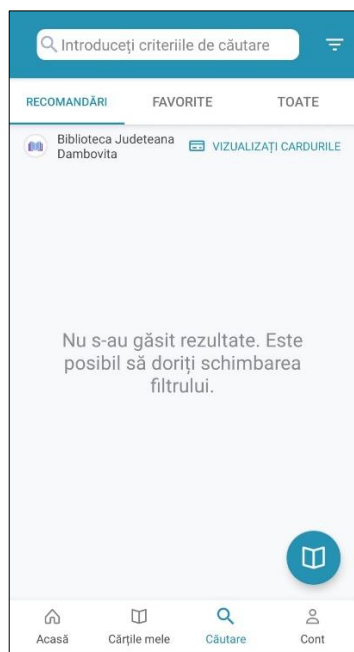 Introduceți criteriile de căutare
RECOMANDĂRI FAVORITE TOATE
Biblioteca Judeteana
Dambovita
VIZUALIZAȚI CARDURILE
Nu s-au găsit rezultate. Este
posibil să doriți schimbarea
filtrului.
Acasă Cărțile mele Căutare Cont